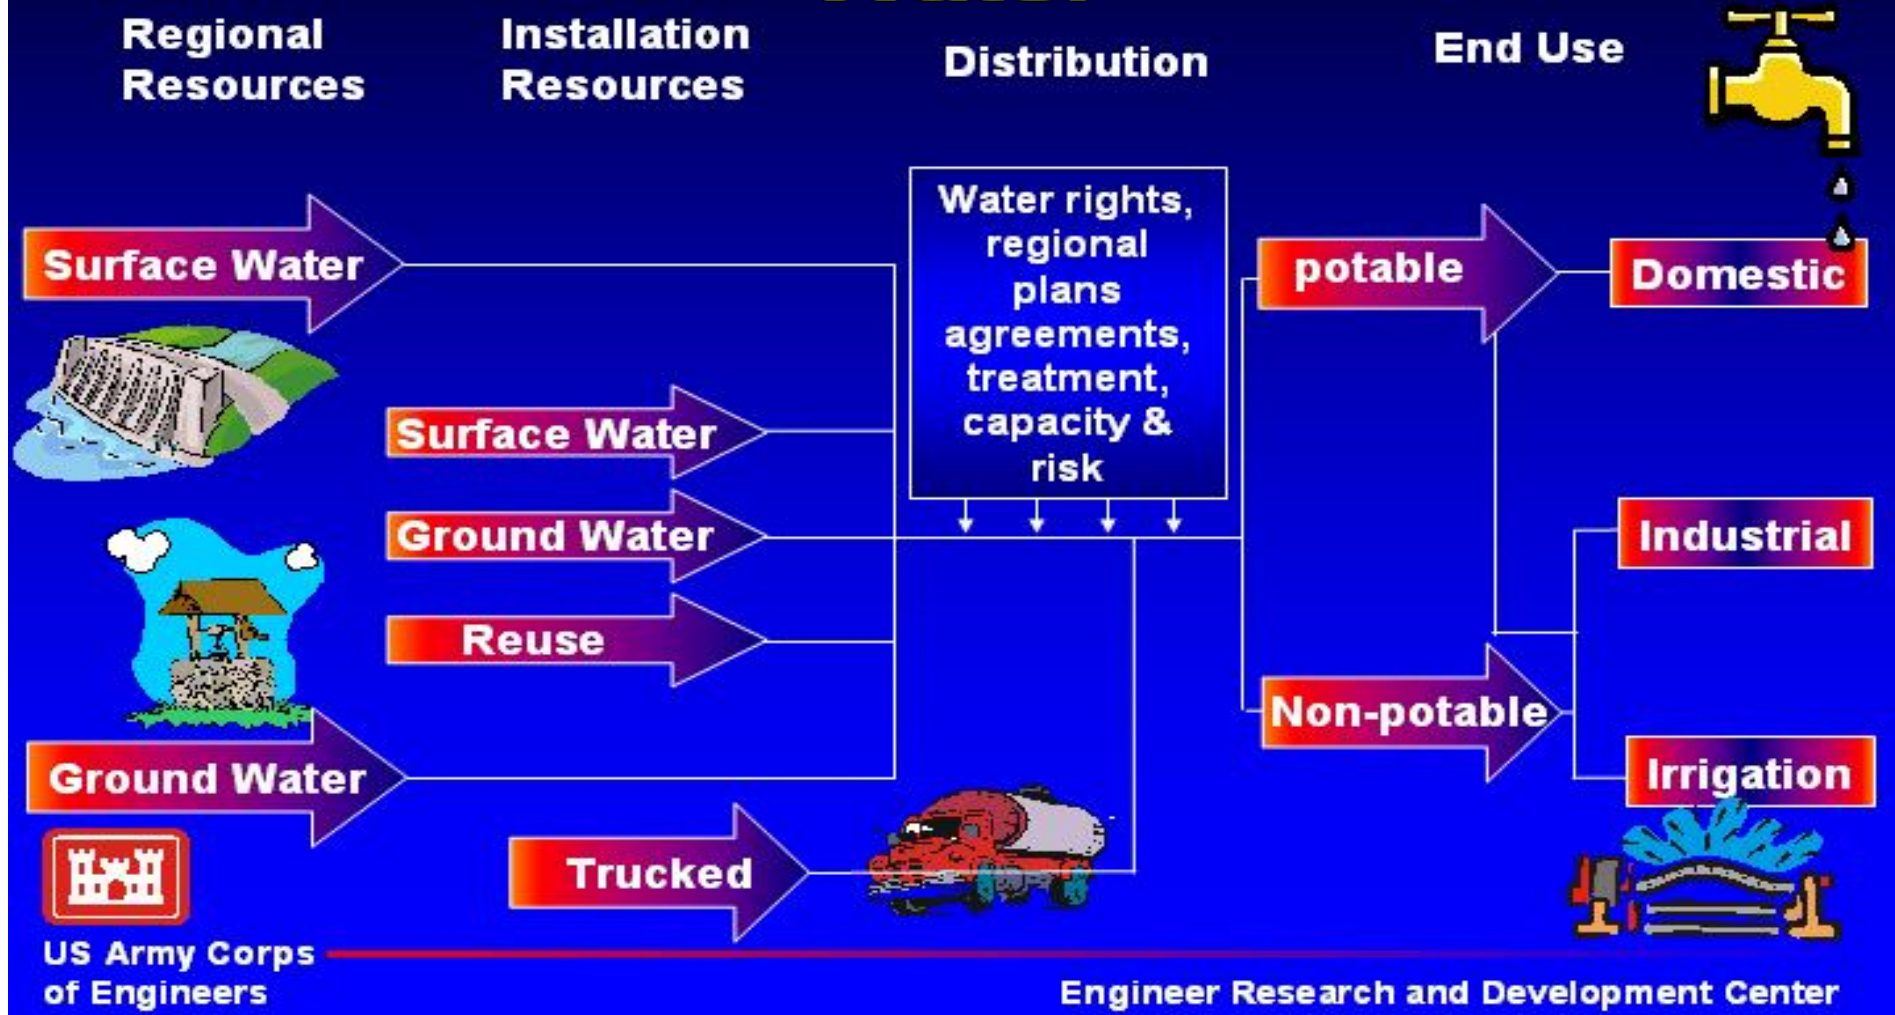 Regional
Resources
Installation
Resources
Distribution
End Use
Surface Water
Surface Water
Ground Water
Reuse
Ground Water
Trucked
Water rights,
regional
plans
agreements,
treatment,
capacity &
risk
potable
Non-potable
Domestic
Industrial
Irrigation
US Army Corps
of Engineers
Engineer Research and Development Center